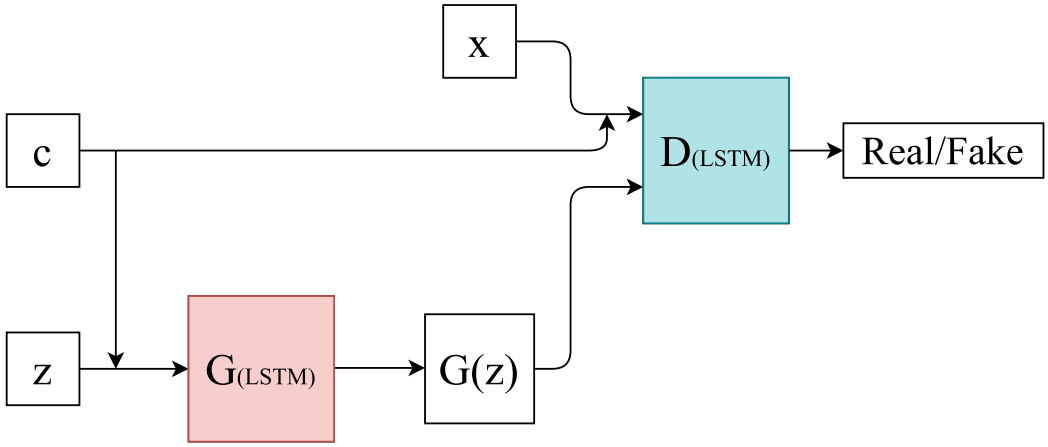 x
c
D(LSTM)
Real/Fake
z
G(LSTM)
G(z)